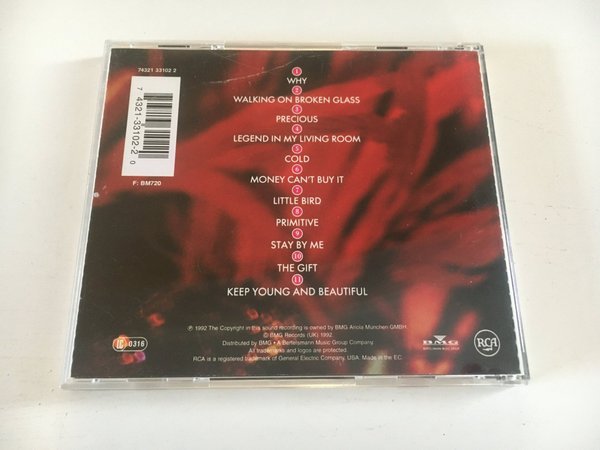 74321 33102 2
7 4321-33102-2 0
F: BM720
1
WHY
2
WALKING ON BROKEN GLASS
3
PRECIOUS
4
LEGEND IN MY LIVING ROOM
5
COLD
6
MONEY CAN'T BUY IT
7
LITTLE BIRD
8
PRIMITIVE
9
STAY BY ME
10
THE GIFT
11
KEEP YOUNG AND BEAUTIFUL
℗ 1992 The Copyright in this sound recording is owned by BMG Ariola Munchen GMBH.
© BMG Records (UK) 1992.
Distributed by BMG • A Bertelsmann Music Group Company.
All trademarks and logos are protected.
RCA is a registered trademark of General Electric Company, USA. Made in the EC.
LC 0316
BMG
RCA